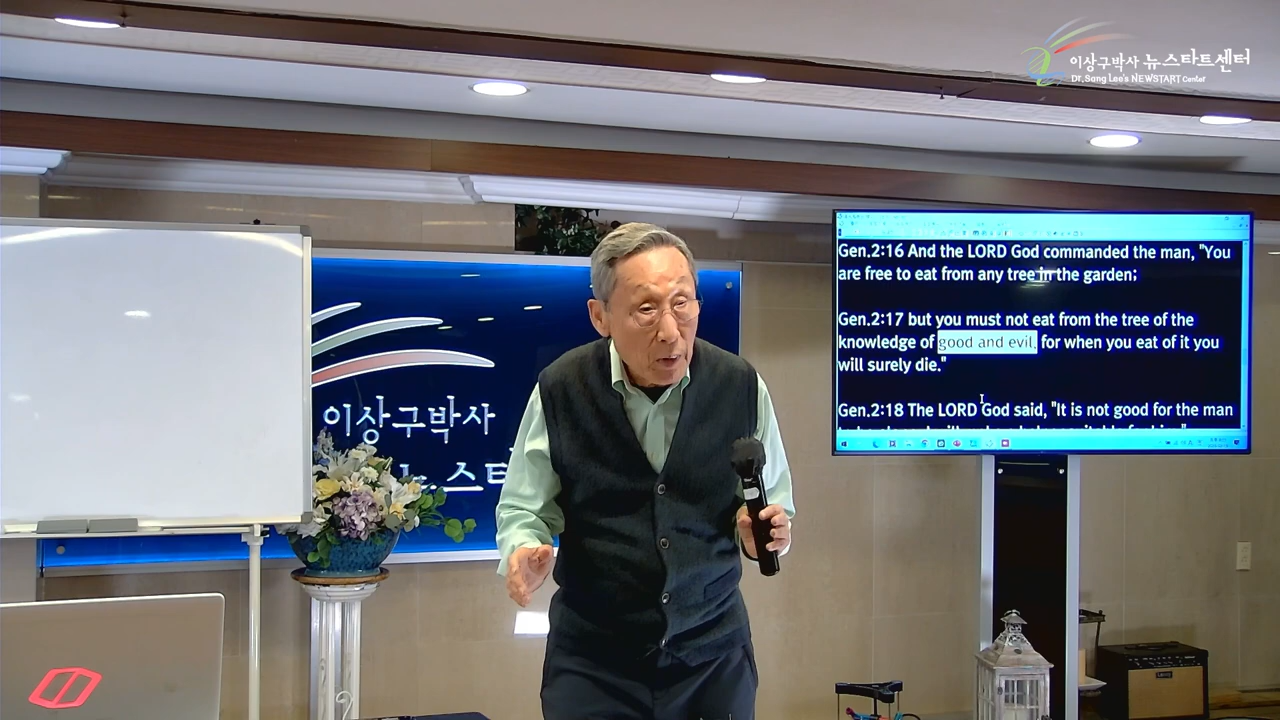 이상구박사 뉴스타트센터
Dr. Sang Lee's NEWSTART Center
Gen.2:16 And the LORD God commanded the man, "You
are free to eat from any tree in the garden;
Gen.2:17 but you must not eat from the tree of the
knowledge of good and evil, for when you eat of it you
will surely die."
Gen.2:18 The LORD God said, "It is not good for the man
이상구박사
뉴스타